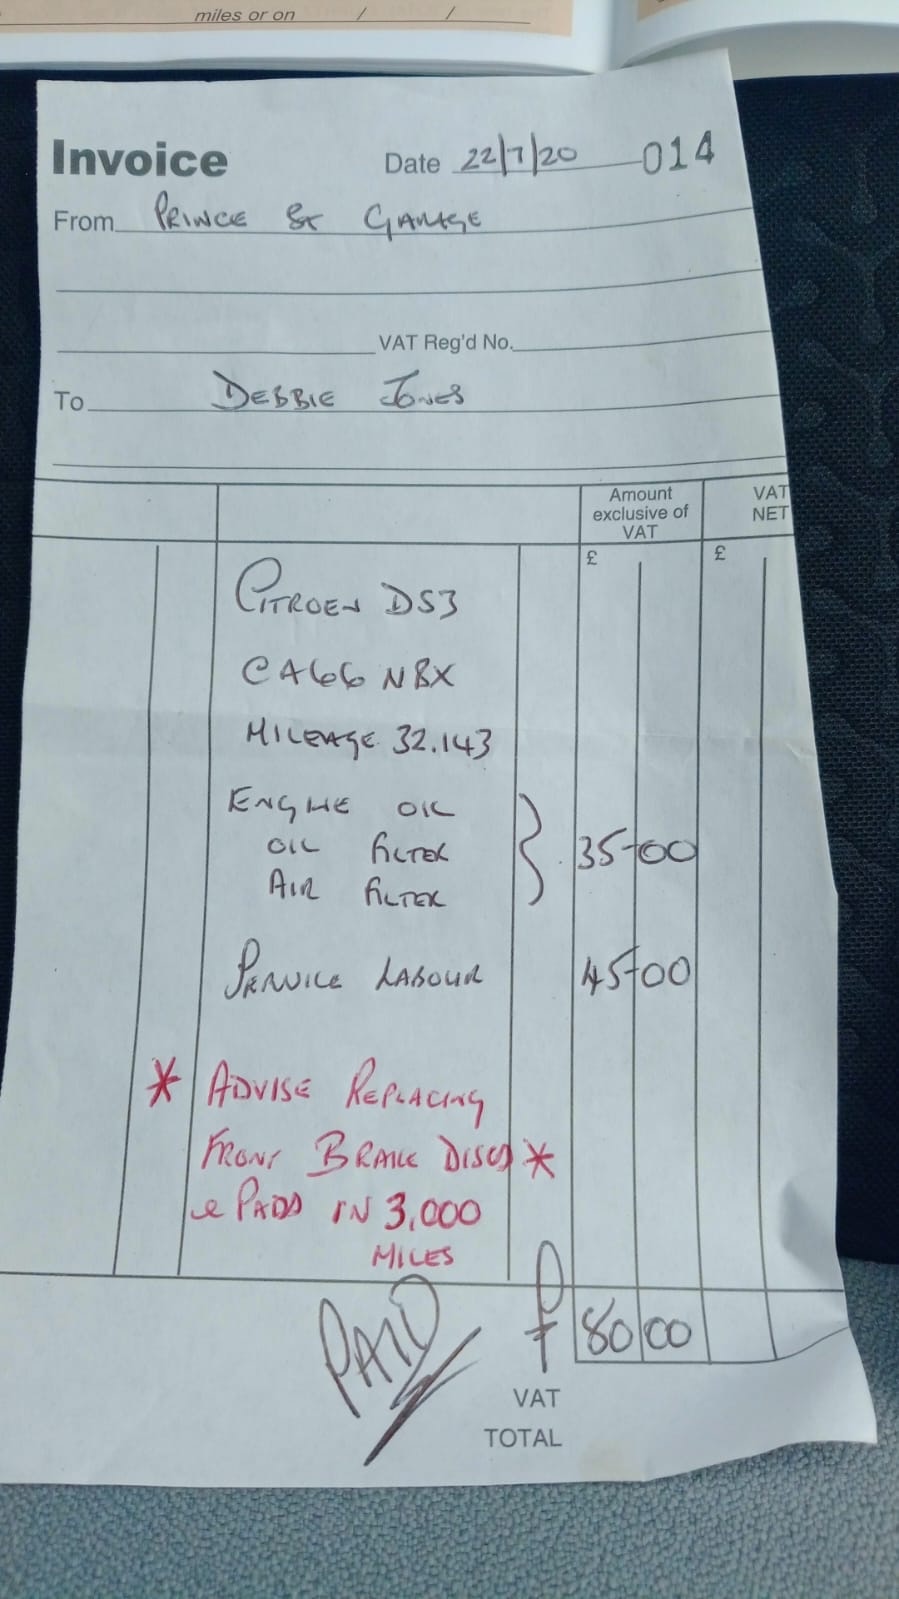 miles or on / /
Invoice Date 22/7/20 014
From PRINCE St GARAGE
VAT Reg'd No.
To DEBBIE JONES
Amount exclusive of VAT
VAT NET
£ £
CITROEN DS3
CA66 NBX
MILEAGE 32.143
ENGINE OIL
OIL FILTER } 35-00
AIR FILTER
SERVICE LABOUR 45-00
* ADVISE REPLACING
FRONT BRAKE DISCS *
& PADS IN 3,000
MILES
PAID £ 80 00
VAT
TOTAL